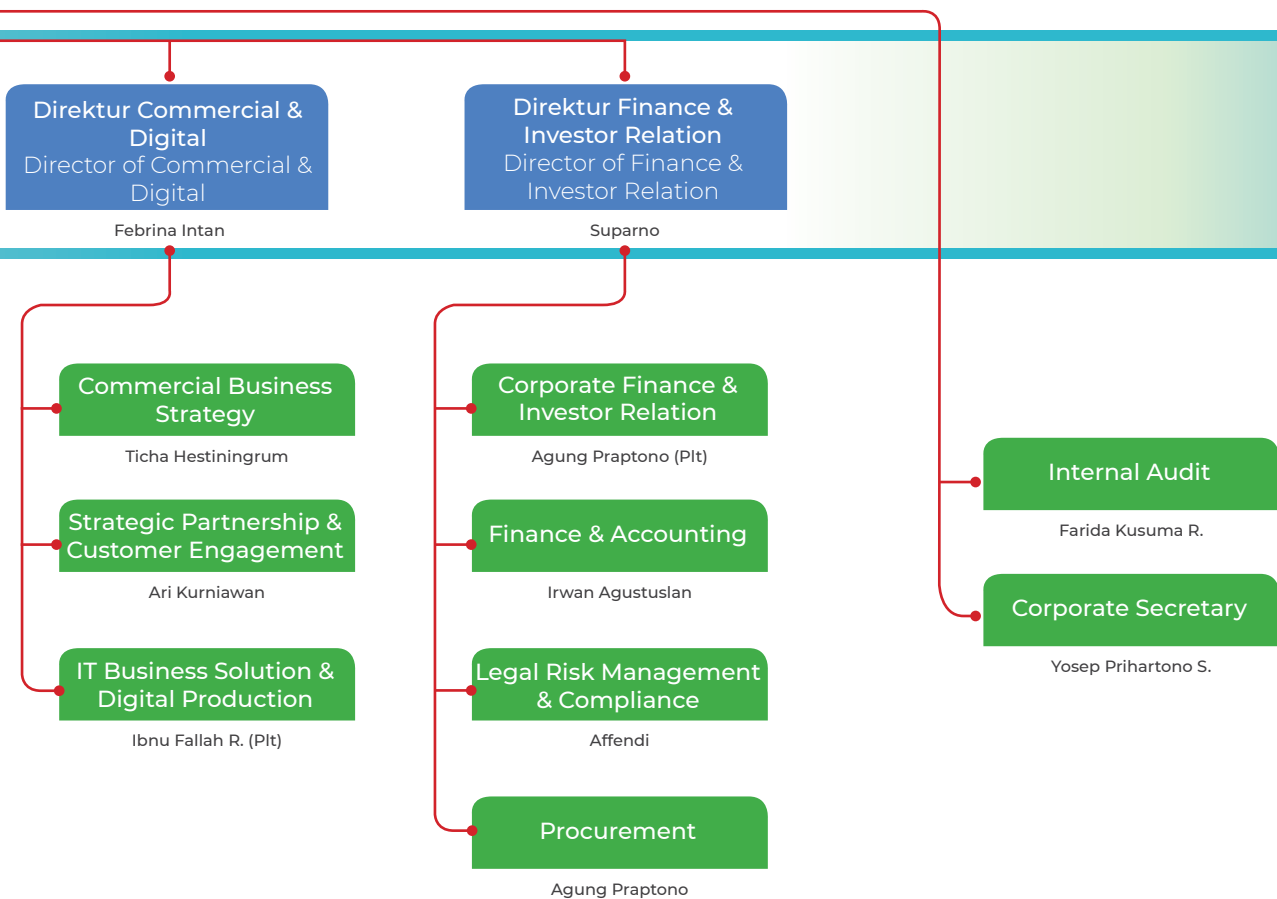 Direktur Commercial &
Digital
Director of Commercial &
Digital
Febrina Intan
Direktur Finance &
Investor Relation
Director of Finance &
Investor Relation
Suparno
Commercial Business
Strategy
Ticha Hestiningrum
Strategic Partnership &
Customer Engagement
Ari Kurniawan
IT Business Solution &
Digital Production
Ibnu Fallah R. (Plt)
Corporate Finance &
Investor Relation
Agung Praptono (Plt)
Finance & Accounting
Irwan Agustuslan
Legal Risk Management
& Compliance
Affendi
Procurement
Agung Praptono
Internal Audit
Farida Kusuma R.
Corporate Secretary
Yosep Prihartono S.